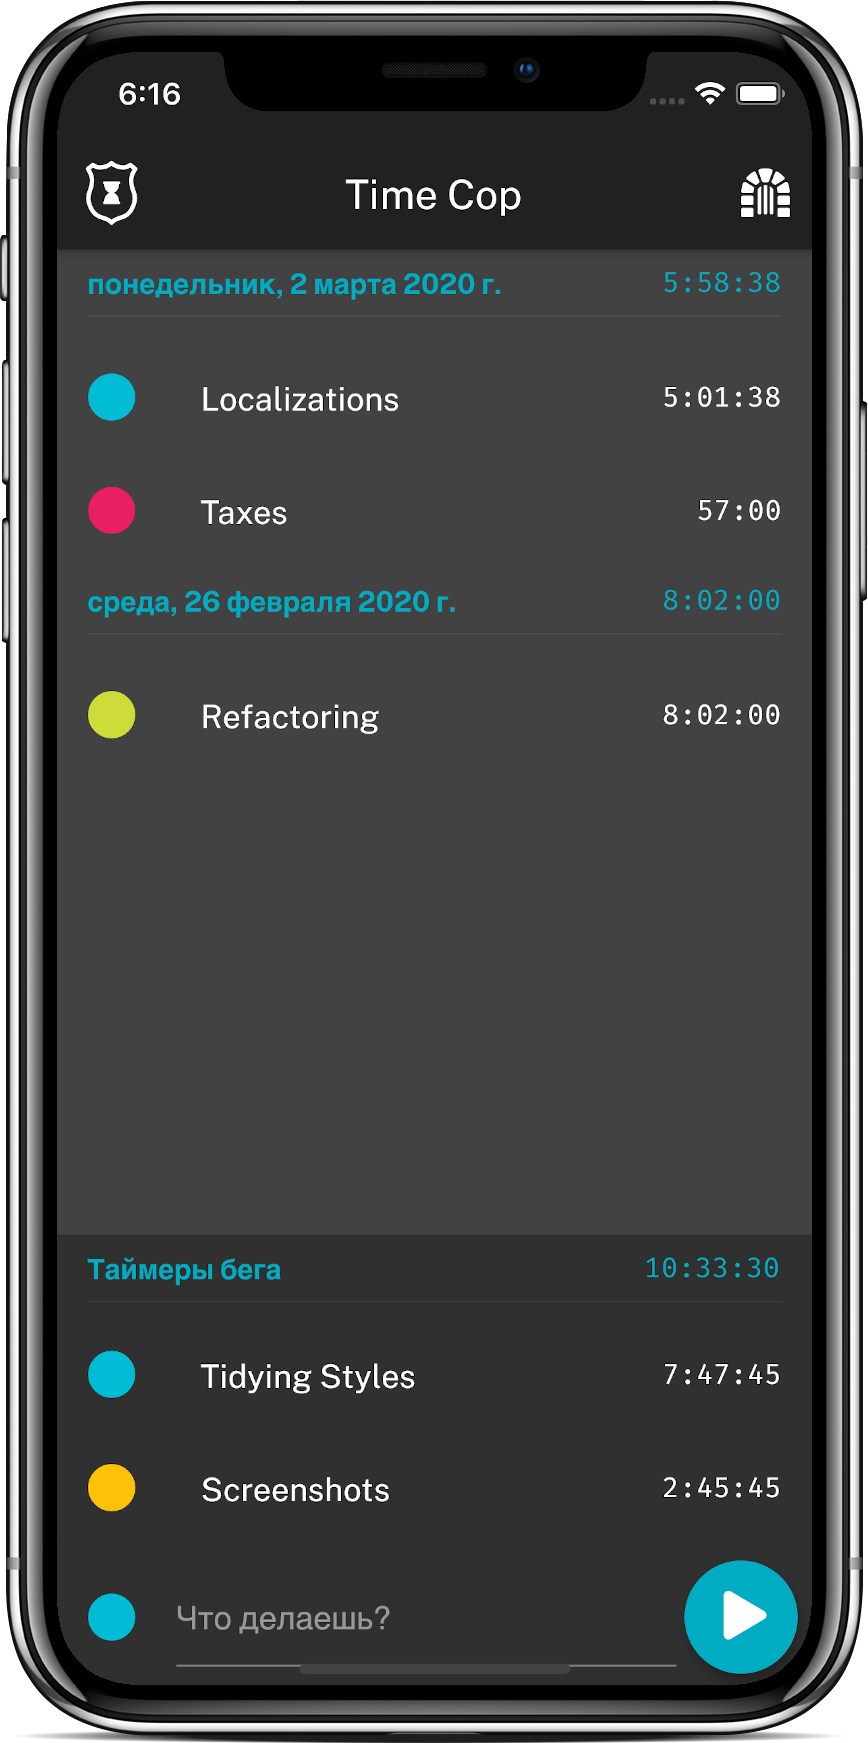 6:16
Time Cop
понедельник, 2 марта 2020 г. 5:58:38
Localizations 5:01:38
Taxes 57:00
среда, 26 февраля 2020 г. 8:02:00
Refactoring 8:02:00
Таймеры бега 10:33:30
Tidying Styles 7:47:45
Screenshots 2:45:45
Что делаешь?